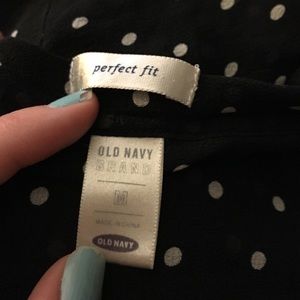 perfect fit
OLD NAVY
BRAND
M
MADE IN CHINA
OLD NAVY